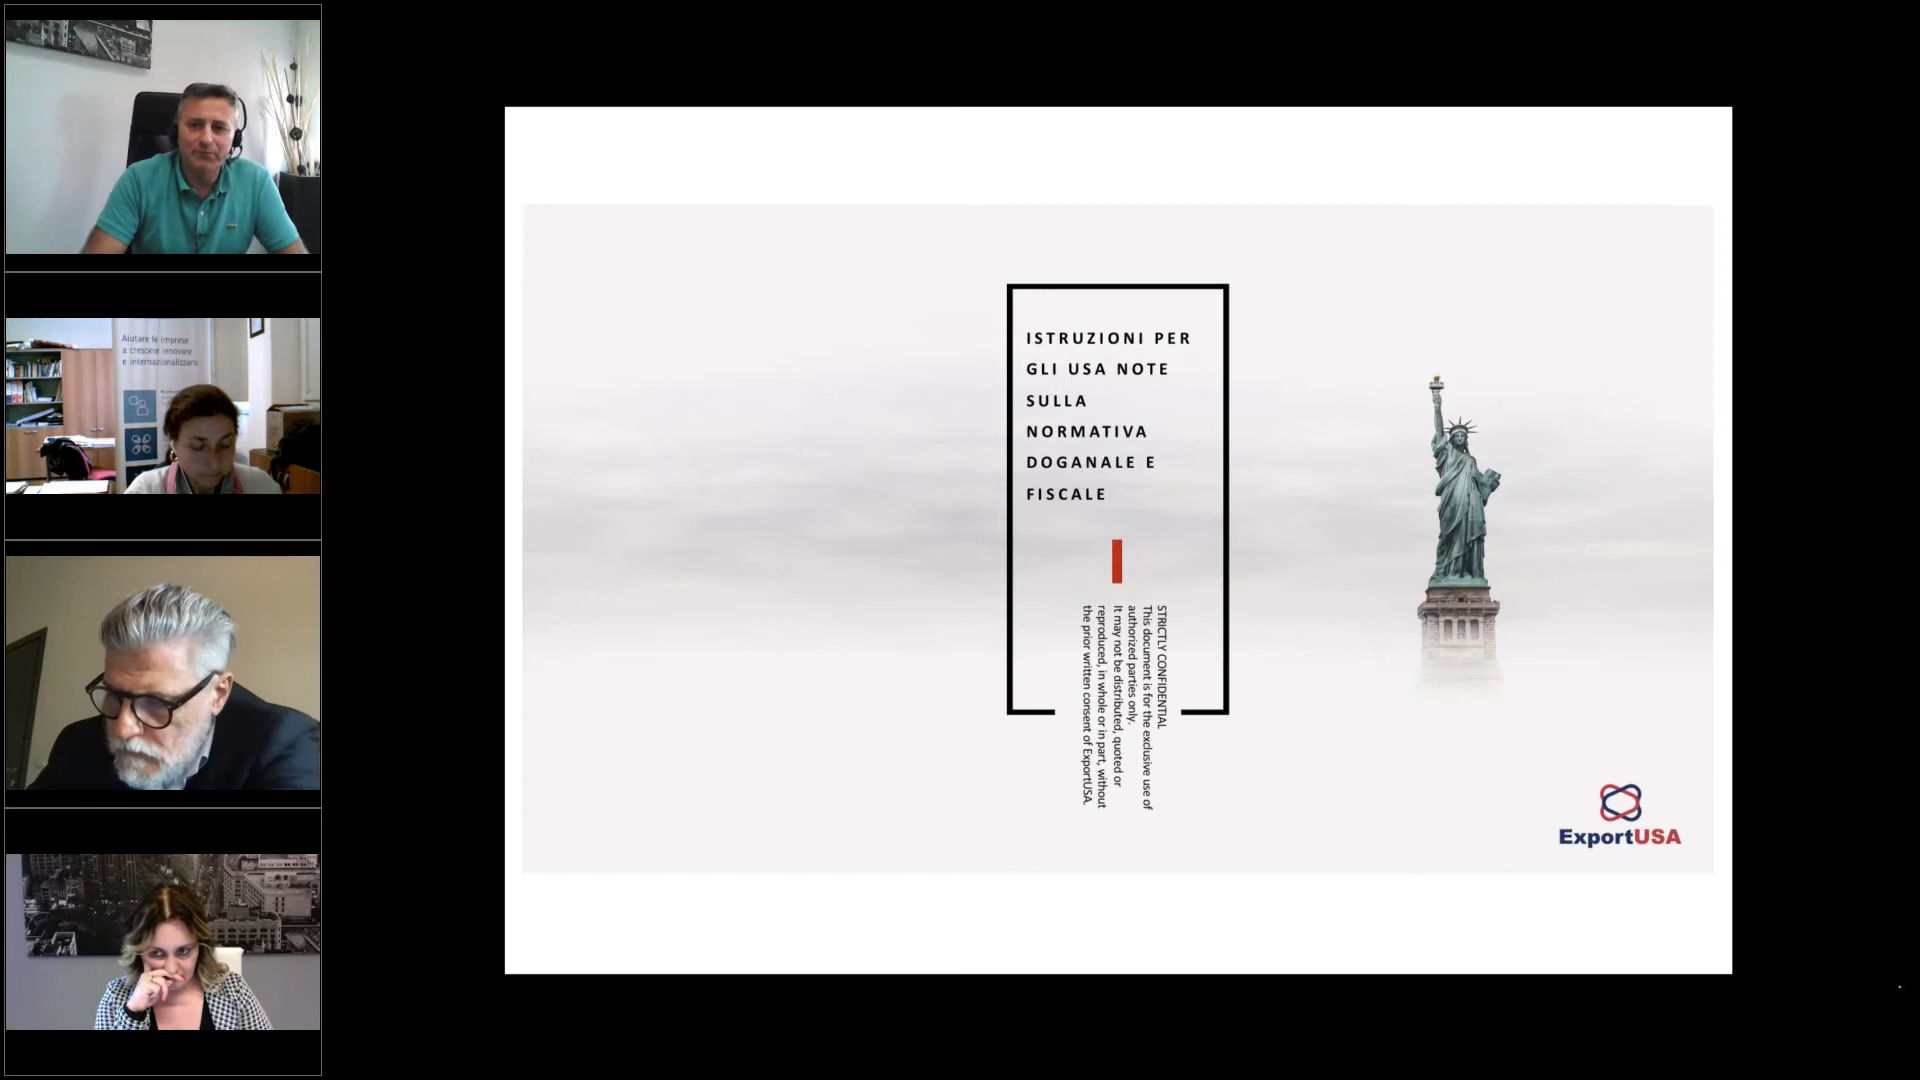 Aiutare le imprese
a crescere innovare
e internazionalizzarsi
ISTRUZIONI PER
GLI USA NOTE
SULLA
NORMATIVA
DOGANALE E
FISCALE
STRICTLY CONFIDENTIAL
This document is for the exclusive use of
authorized parties only.
It may not be distributed, quoted or
reproduced, in whole or in part, without
the prior written consent of ExportUSA.
ExportUSA